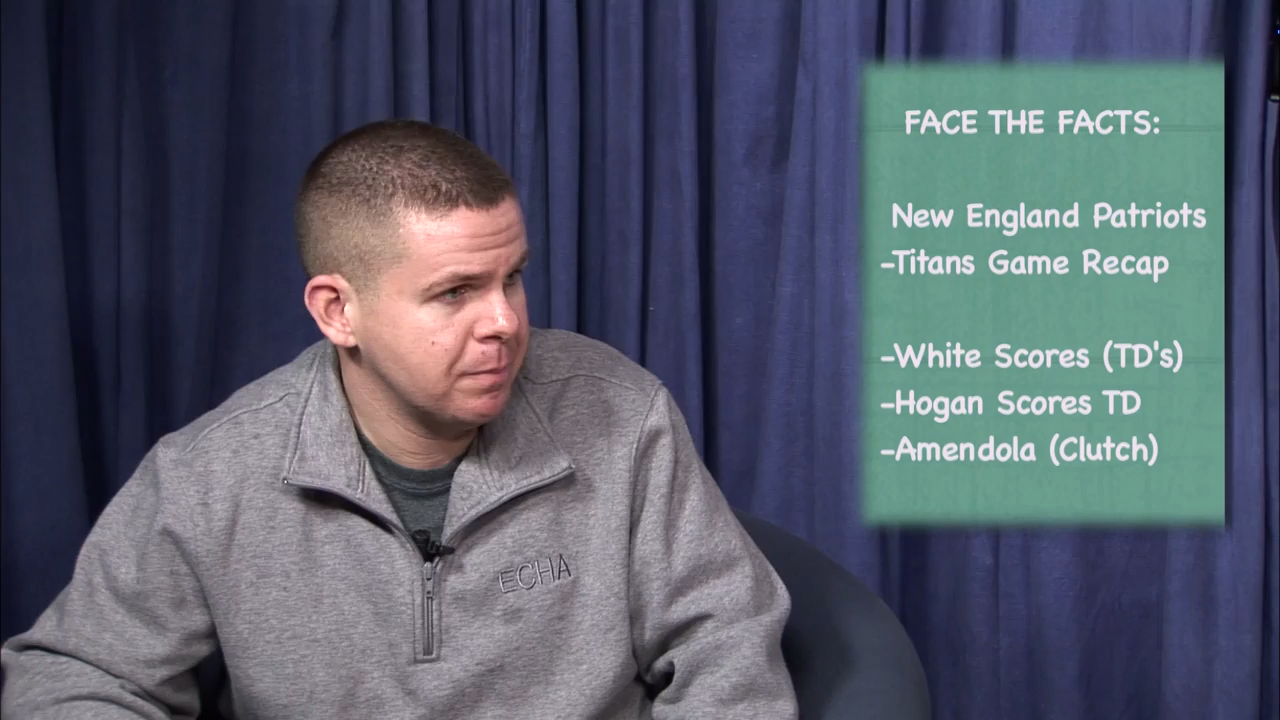 FACE THE FACTS:
New England Patriots
-Titans Game Recap
-White Scores (TD's)
-Hogan Scores TD
-Amendola (Clutch)
ECHA